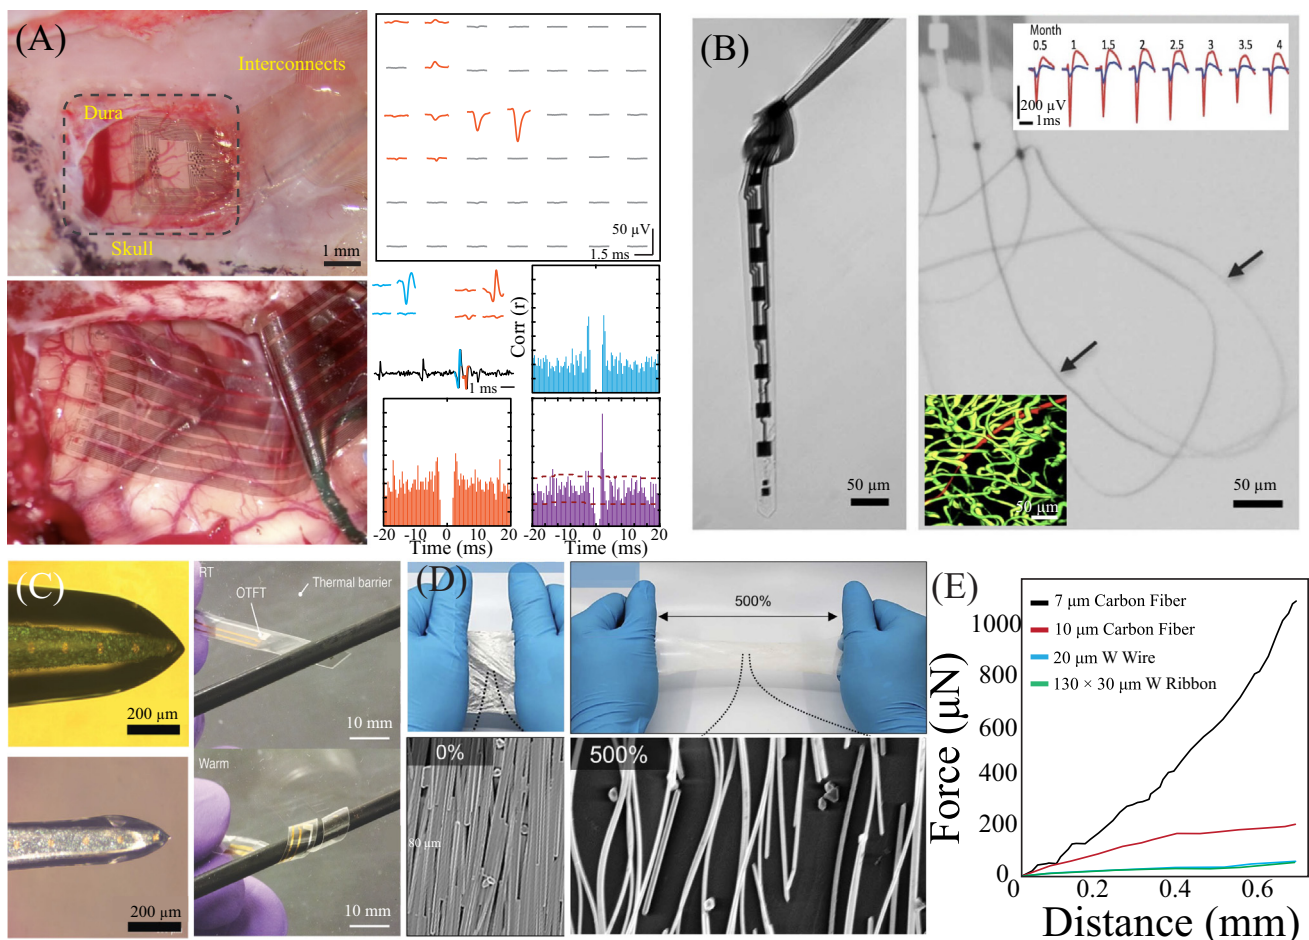 (A)
Interconnects
Dura
Skull
1 mm
50 µV
1.5 ms
1 ms
Corr (r)
-20 -10 0 10 20
Time (ms)
-20 -10 0 10 20
Time (ms)
(B)
50 µm
Month
0.5 1 1.5 2 2.5 3 3.5 4
200 µV
1ms
50 µm
50 µm
(C)
200 µm
200 µm
RT
OTFT
Thermal barrier
10 mm
Warm
10 mm
(D)
500%
0%
80 µm
500%
(E)
7 µm Carbon Fiber
10 µm Carbon Fiber
20 µm W Wire
130 × 30 µm W Ribbon
1000
800
600
400
200
0
Force (µN)
0 0.2 0.4 0.6
Distance (mm)